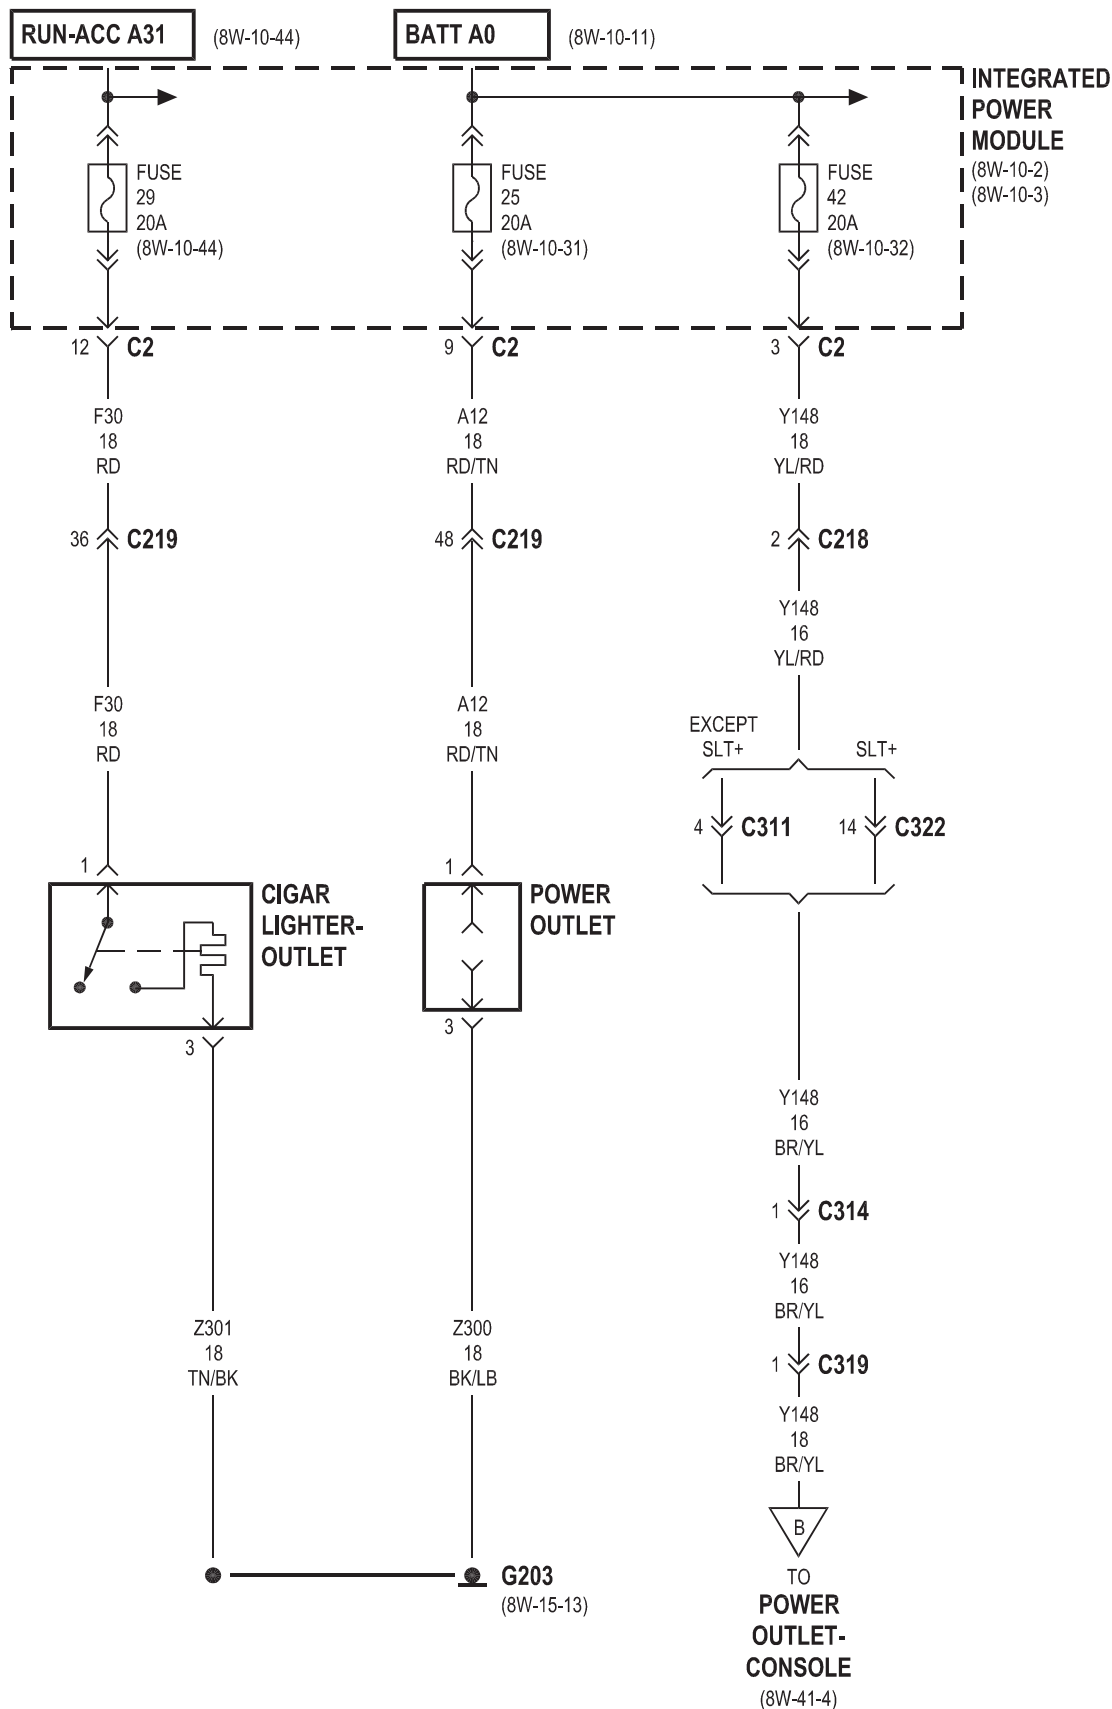 RUN-ACC A31
(8W-10-44)
BATT A0
(8W-10-11)
INTEGRATED
POWER
MODULE
(8W-10-2)
(8W-10-3)
FUSE
29
20A
(8W-10-44)
FUSE
25
20A
(8W-10-31)
FUSE
42
20A
(8W-10-32)
12 C2
9 C2
3 C2
F30
18
RD
A12
18
RD/TN
Y148
18
YL/RD
36 C219
48 C219
2 C218
Y148
16
YL/RD
F30
18
RD
A12
18
RD/TN
EXCEPT
SLT+
SLT+
4 C311
14 C322
1
CIGAR
LIGHTER-
OUTLET
3
1
POWER
OUTLET
3
Y148
16
BR/YL
1 C314
Y148
16
BR/YL
Z301
18
TN/BK
Z300
18
BK/LB
1 C319
Y148
18
BR/YL
B
G203
(8W-15-13)
TO
POWER
OUTLET-
CONSOLE
(8W-41-4)